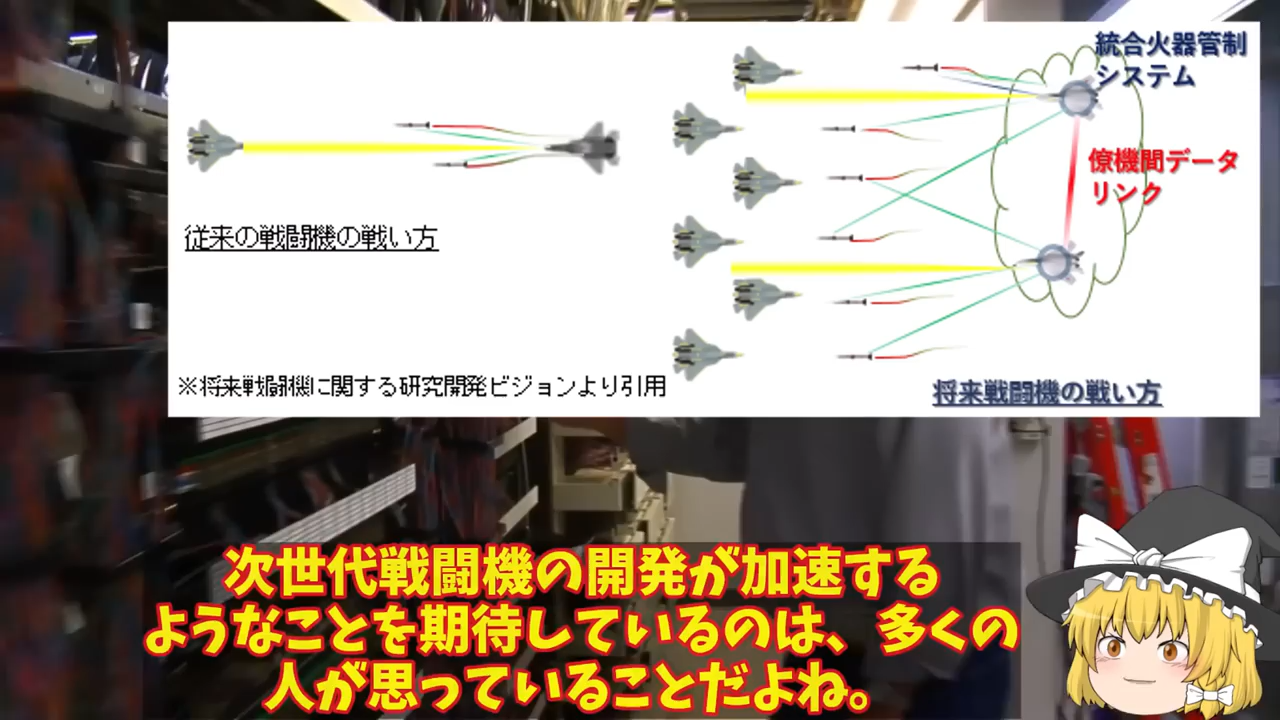 統合火器管制
システム
僚機間データ
リンク
従来の戦闘機の戦い方
※将来戦闘機に関する研究開発ビジョンより引用
将来戦闘機の戦い方
次世代戦闘機の開発が加速する
ようなことを期待しているのは、多くの
人が思っていることだよね。